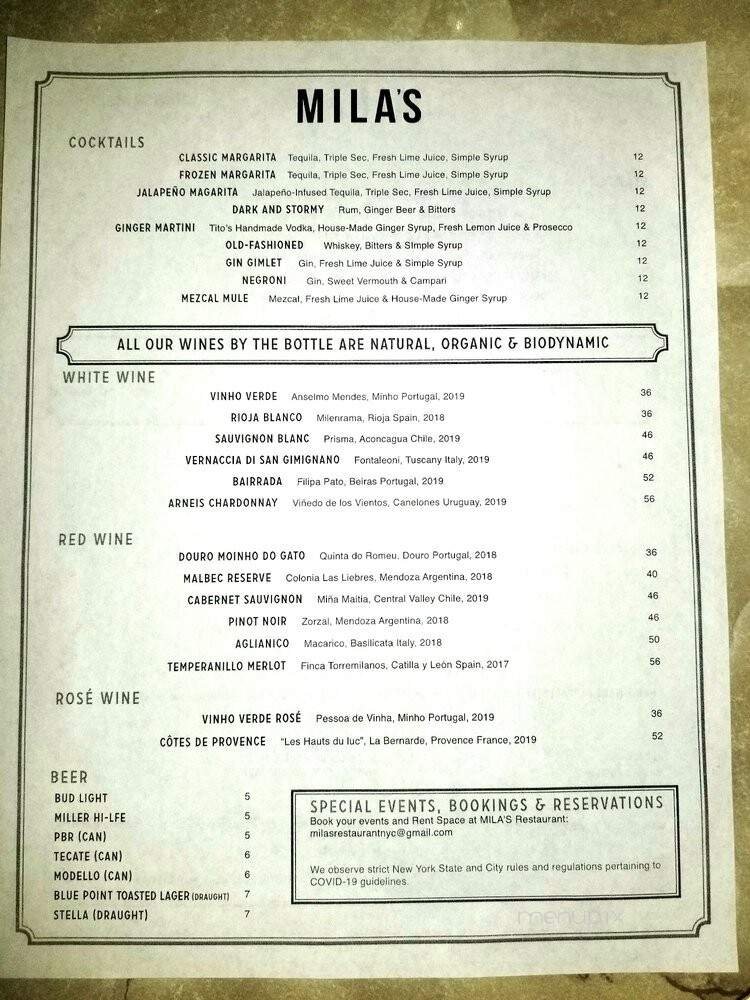 MILA'S
COCKTAILS
CLASSIC MARGARITA Tequila, Triple Sec, Fresh Lime Juice, Simple Syrup 12
FROZEN MARGARITA Tequila, Triple Sec, Fresh Lime Juice, Simple Syrup 12
JALAPEÑO MAGARITA Jalapeño-Infused Tequila, Triple Sec, Fresh Lime Juice, Simple Syrup 12
DARK AND STORMY Rum, Ginger Beer & Bitters 12
GINGER MARTINI Tito's Handmade Vodka, House-Made Ginger Syrup, Fresh Lemon Juice & Prosecco 12
OLD-FASHIONED Whiskey, Bitters & SImple Syrup 12
GIN GIMLET Gin, Fresh Lime Juice & Simple Syrup 12
NEGRONI Gin, Sweet Vermouth & Campari 12
MEZCAL MULE Mezcal, Fresh Lime Juice & House-Made Ginger Syrup 12
ALL OUR WINES BY THE BOTTLE ARE NATURAL, ORGANIC & BIODYNAMIC
WHITE WINE
VINHO VERDE Anselmo Mendes, Minho Portugal, 2019 36
RIOJA BLANCO Milenrama, Rioja Spain, 2018 36
SAUVIGNON BLANC Prisma, Aconcagua Chile, 2019 46
VERNACCIA DI SAN GIMIGNANO Fontaleoni, Tuscany Italy, 2019 46
BAIRRADA Filipa Pato, Beiras Portugal, 2019 52
ARNEIS CHARDONNAY Viñedo de los Vientos, Canelones Uruguay, 2019 56
RED WINE
DOURO MOINHO DO GATO Quinta do Romeu, Douro Portugal, 2018 36
MALBEC RESERVE Colonia Las Liebres, Mendoza Argentina, 2018 40
CABERNET SAUVIGNON Miña Maitia, Central Valley Chile, 2019 46
PINOT NOIR Zorzal, Mendoza Argentina, 2018 46
AGLIANICO Macarico, Basilicata Italy, 2018 50
TEMPERANILLO MERLOT Finca Torremilanos, Catilla y León Spain, 2017 56
ROSÉ WINE
VINHO VERDE ROSÉ Pessoa de Vinha, Minho Portugal, 2019 36
CÔTES DE PROVENCE "Les Hauts du luc", La Bernarde, Provence France, 2019 52
BEER
BUD LIGHT 5
MILLER HI-LFE 5
PBR (CAN) 5
TECATE (CAN) 6
MODELLO (CAN) 6
BLUE POINT TOASTED LAGER (DRAUGHT) 7
STELLA (DRAUGHT) 7
SPECIAL EVENTS, BOOKINGS & RESERVATIONS
Book your events and Rent Space at MILA'S Restaurant:
milasrestaurantnyc@gmail.com
We observe strict New York State and City rules and regulations pertaining to
COVID-19 guidelines.
menupix